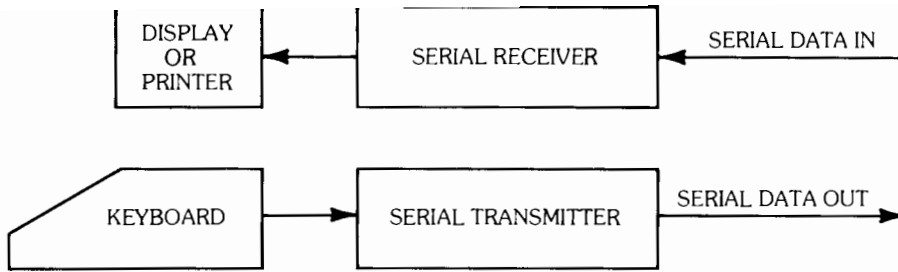 DISPLAY
OR
PRINTER
SERIAL RECEIVER
SERIAL DATA IN
KEYBOARD
SERIAL TRANSMITTER
SERIAL DATA OUT